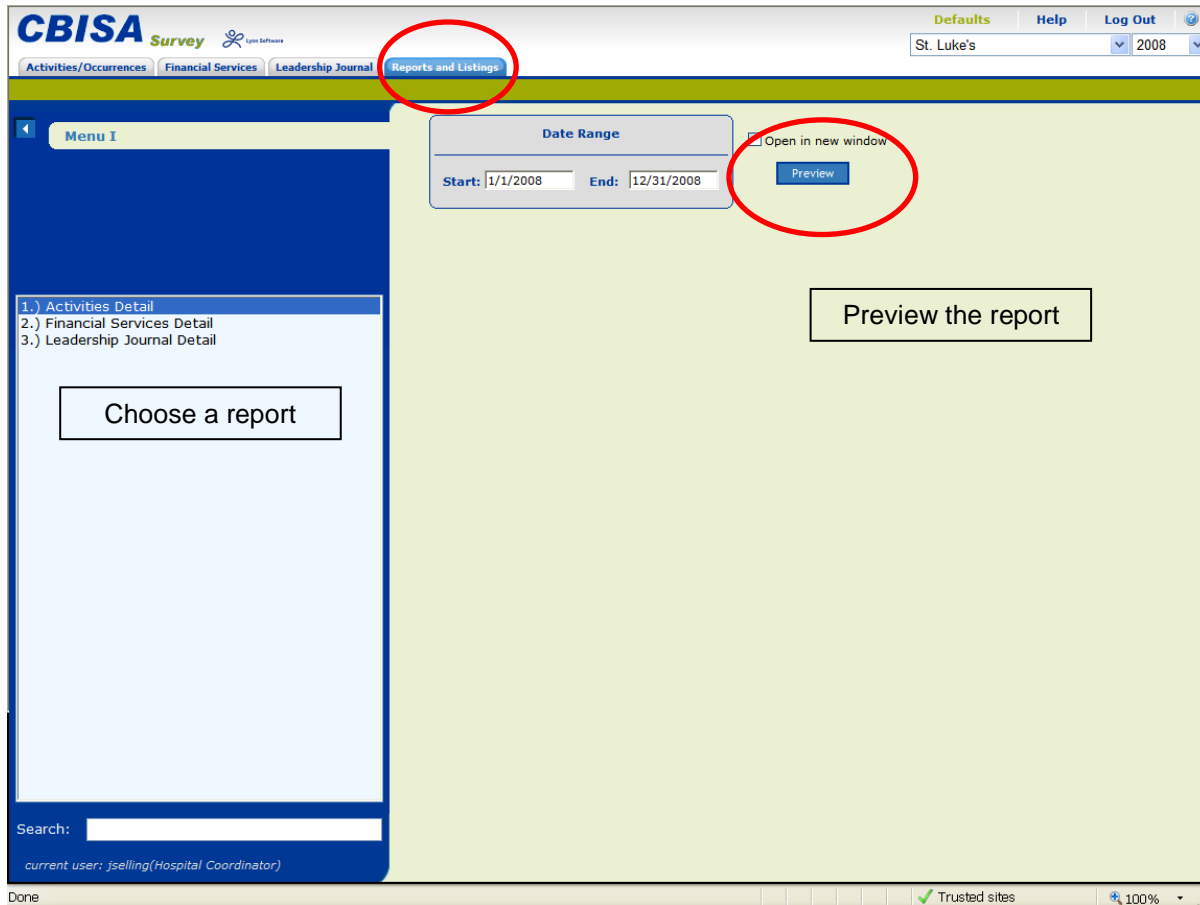 CBISA Survey Lynx Software
Defaults Help Log Out
St. Luke's 2008
Activities/Occurrences Financial Services Leadership Journal Reports and Listings
Menu I
Date Range
Open in new window
Start: 1/1/2008 End: 12/31/2008
Preview
1.) Activities Detail
2.) Financial Services Detail
3.) Leadership Journal Detail
Preview the report
Choose a report
Search:
current user: jselling(Hospital Coordinator)
Done Trusted sites 100%